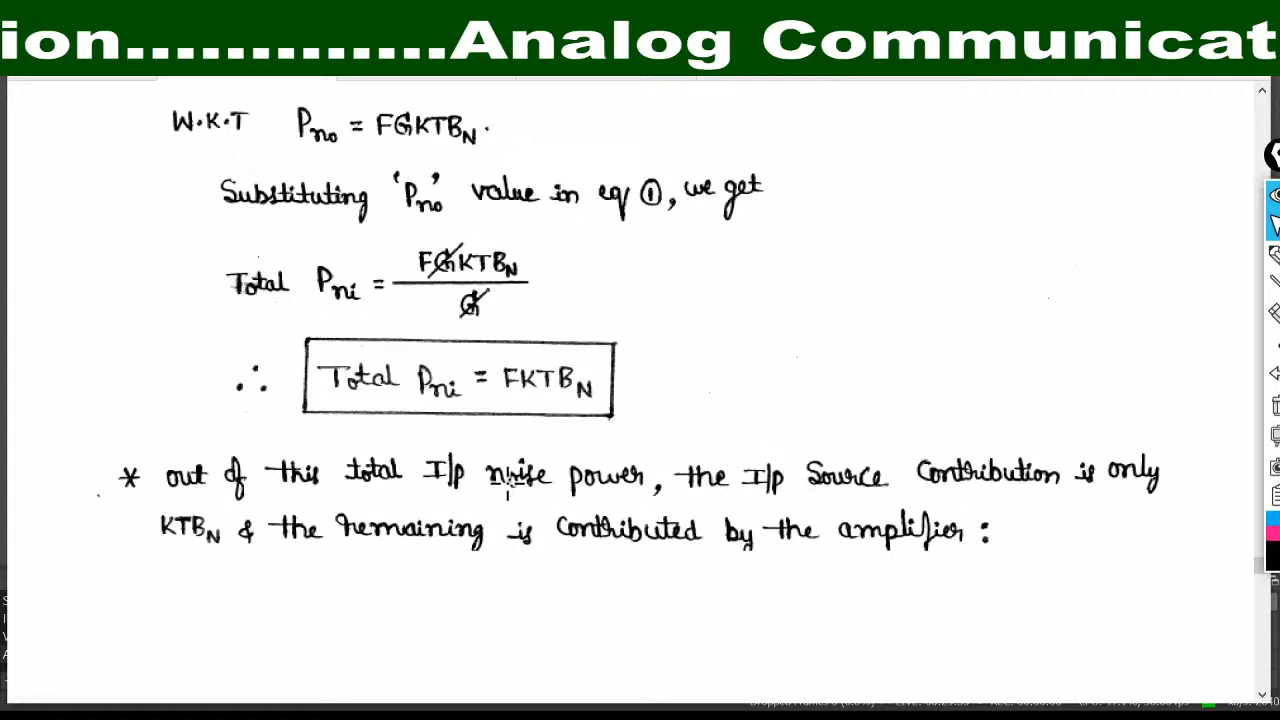 ion.............Analog Communicat
W.K.T Pno = FGKTBN.
Substituting 'Pno' value in eq ①, we get
Total Pni = FGKTBN / G
∴ Total Pni = FKTBN
* out of this total I/p noise power, the I/p Source Contribution is only
KTBN & the remaining is contributed by the amplifier: